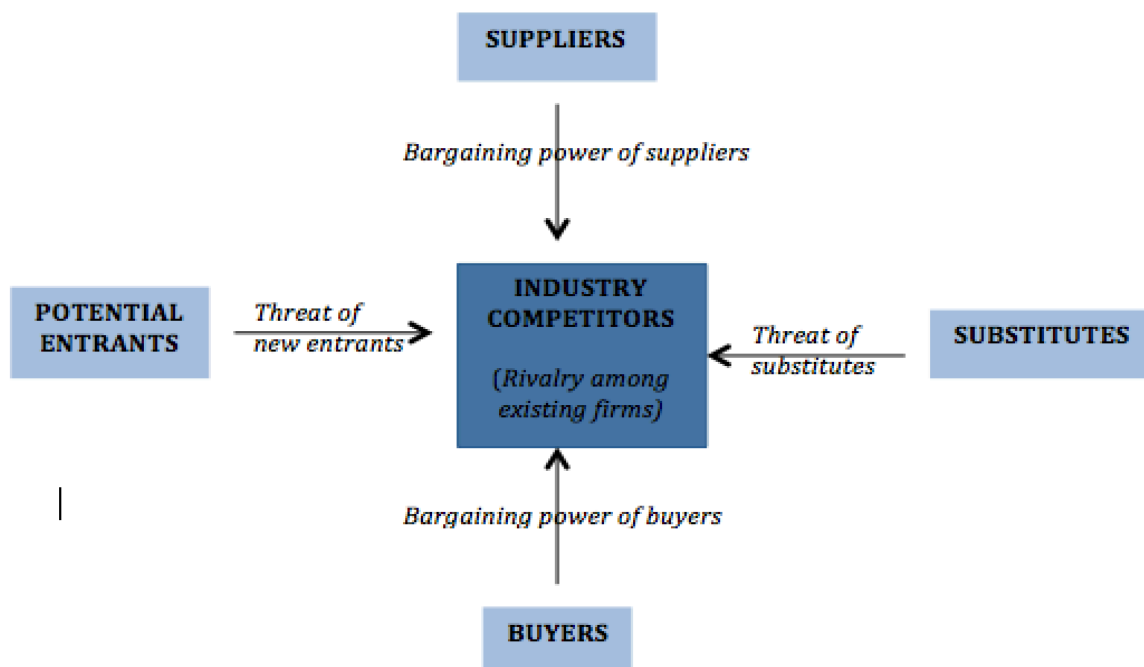 SUPPLIERS
Bargaining power of suppliers
POTENTIAL
ENTRANTS
Threat of
new entrants
INDUSTRY
COMPETITORS
(Rivalry among
existing firms)
Threat of
substitutes
SUBSTITUTES
Bargaining power of buyers
BUYERS